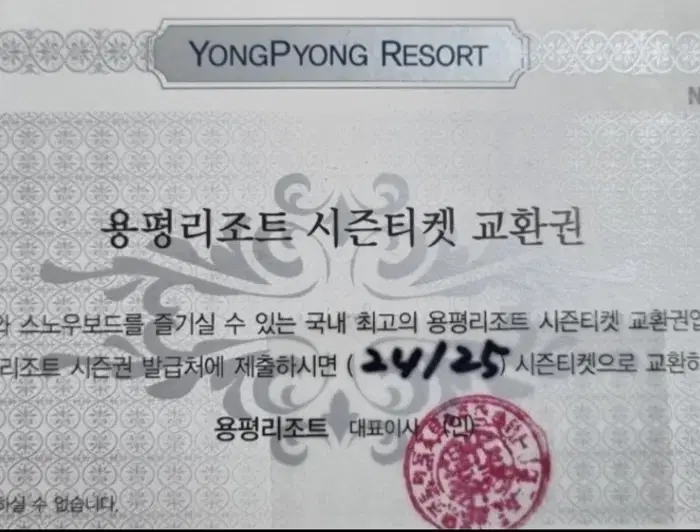 YONGPYONG RESORT
N
용평리조트 시즌티켓 교환권
와 스노우보드를 즐기실 수 있는 국내 최고의 용평리조트 시즌티켓 교환권입
리조트 시즌권 발급처에 제출하시면 ( 24/25 ) 시즌티켓으로 교환하
용평리조트 대표이사 (인)
하실 수 없습니다.